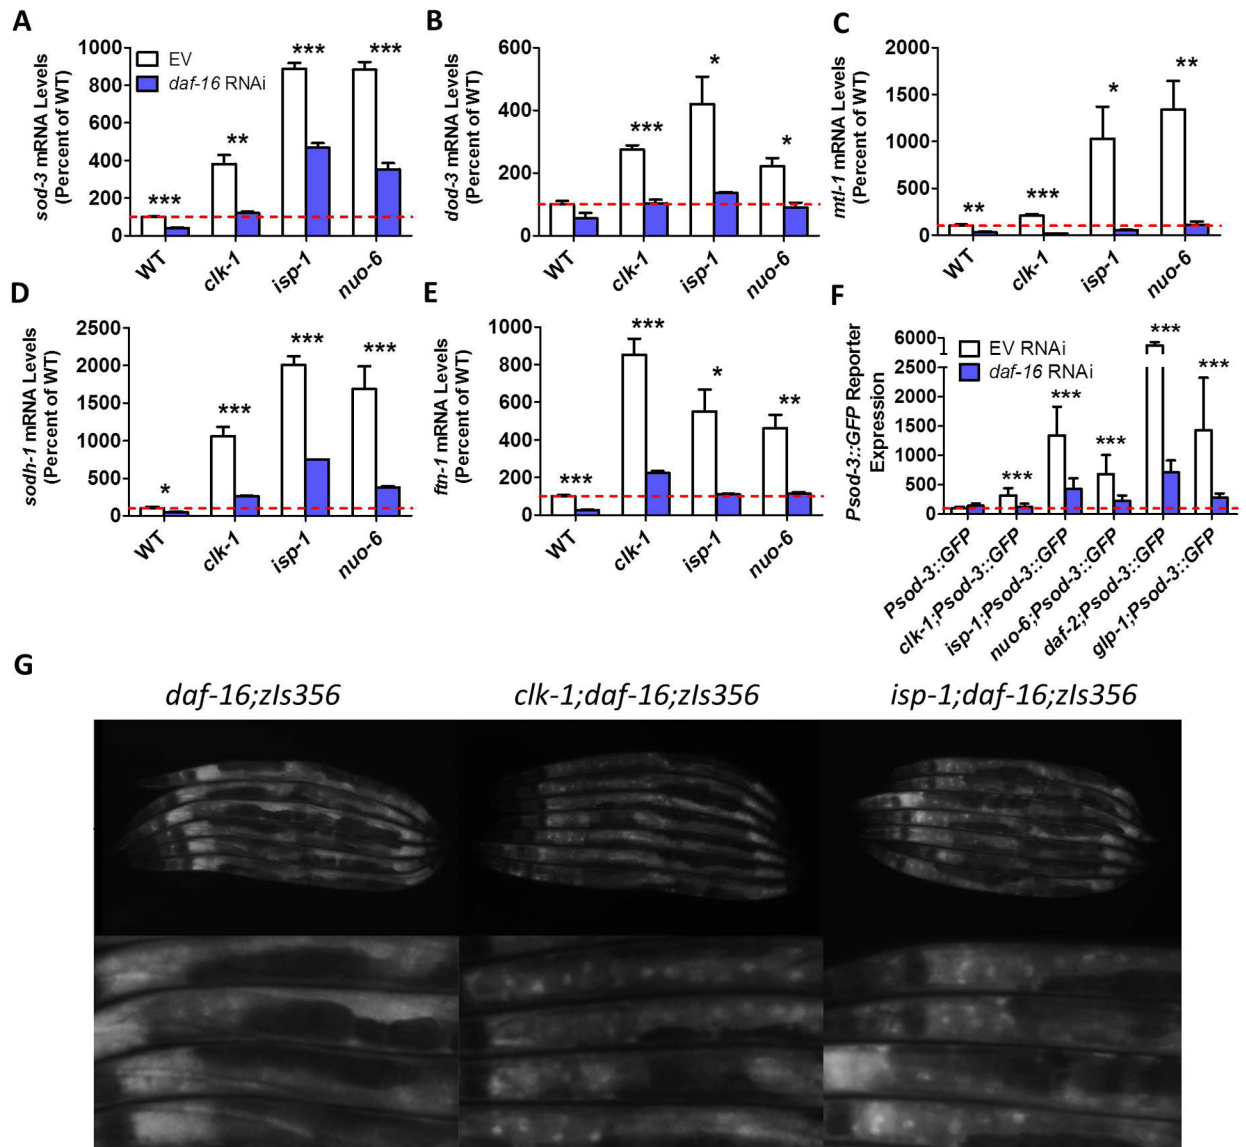 A
sod-3 mRNA Levels
(Percent of WT)
1000
800
600
400
200
0
EV
daf-16 RNAi
***
**
***
***
WT
clk-1
isp-1
nuo-6
B
dod-3 mRNA Levels
(Percent of WT)
600
400
200
0
***
*
*
WT
clk-1
isp-1
nuo-6
C
mtl-1 mRNA Levels
(Percent of WT)
2000
1500
1000
500
0
**
***
*
**
WT
clk-1
isp-1
nuo-6
D
sodh-1 mRNA Levels
(Percent of WT)
2500
2000
1500
1000
500
0
*
***
***
***
WT
clk-1
isp-1
nuo-6
E
ftn-1 mRNA Levels
(Percent of WT)
1000
800
600
400
200
0
***
***
*
**
WT
clk-1
isp-1
nuo-6
F
Psod-3::GFP Reporter
Expression
6000
2500
2000
1500
1000
500
0
EV RNAi
daf-16 RNAi
***
***
***
***
***
Psod-3::GFP
clk-1;Psod-3::GFP
isp-1;Psod-3::GFP
nuo-6;Psod-3::GFP
daf-2;Psod-3::GFP
glp-1;Psod-3::GFP
G
daf-16;zIs356
clk-1;daf-16;zIs356
isp-1;daf-16;zIs356